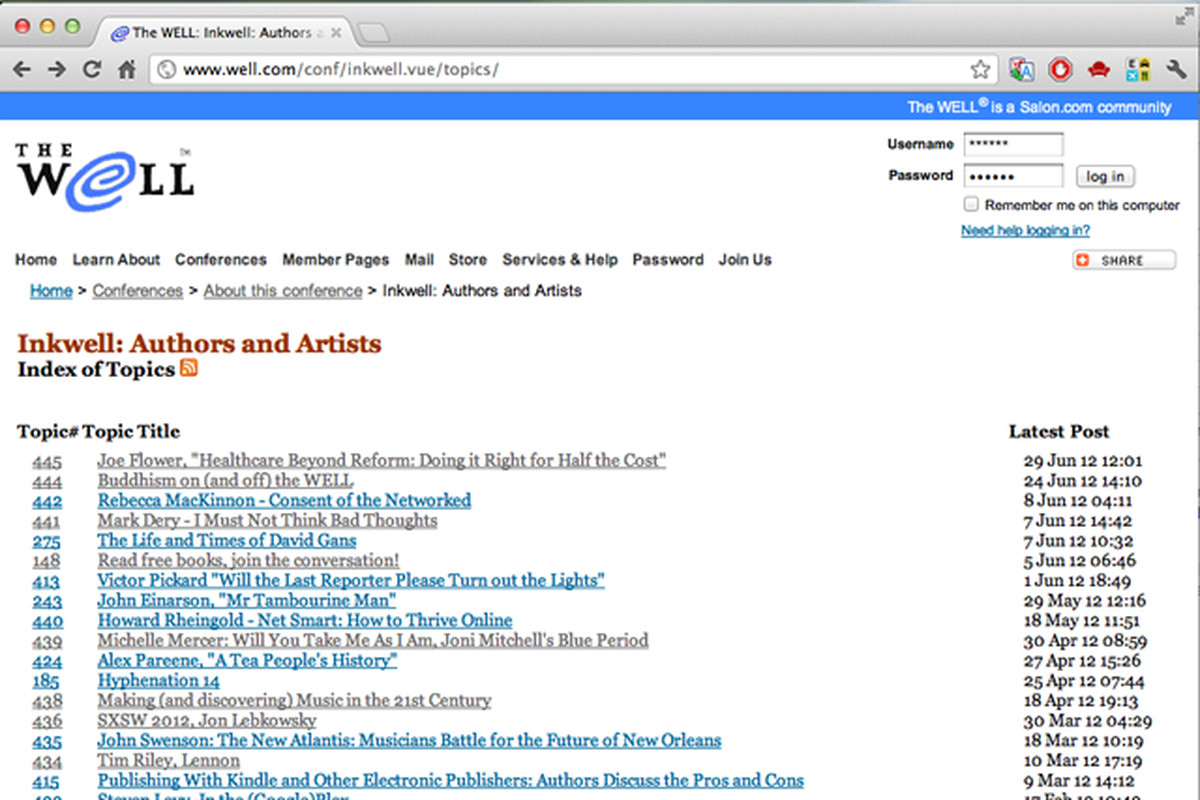 The WELL: Inkwell: Authors a
www.well.com/conf/inkwell.vue/topics/
The WELL® is a Salon.com community
THE
WELL™
Username ******
Password •••••• log in
Remember me on this computer
Need help logging in?
Home Learn About Conferences Member Pages Mail Store Services & Help Password Join Us
SHARE
Home > Conferences > About this conference > Inkwell: Authors and Artists
Inkwell: Authors and Artists
Index of Topics
Topic# Topic Title Latest Post
445 Joe Flower, "Healthcare Beyond Reform: Doing it Right for Half the Cost" 29 Jun 12 12:01
444 Buddhism on (and off) the WELL 24 Jun 12 14:10
442 Rebecca MacKinnon - Consent of the Networked 8 Jun 12 04:11
441 Mark Dery - I Must Not Think Bad Thoughts 7 Jun 12 14:42
275 The Life and Times of David Gans 7 Jun 12 10:32
148 Read free books, join the conversation! 5 Jun 12 06:46
413 Victor Pickard "Will the Last Reporter Please Turn out the Lights" 1 Jun 12 18:49
243 John Einarson, "Mr Tambourine Man" 29 May 12 12:16
440 Howard Rheingold - Net Smart: How to Thrive Online 18 May 12 11:51
439 Michelle Mercer: Will You Take Me As I Am, Joni Mitchell's Blue Period 30 Apr 12 08:59
424 Alex Pareene, "A Tea People's History" 27 Apr 12 15:26
185 Hyphenation 14 25 Apr 12 07:44
438 Making (and discovering) Music in the 21st Century 18 Apr 12 19:13
436 SXSW 2012, Jon Lebkowsky 30 Mar 12 04:29
435 John Swenson: The New Atlantis: Musicians Battle for the Future of New Orleans 18 Mar 12 10:19
434 Tim Riley, Lennon 10 Mar 12 17:19
415 Publishing With Kindle and Other Electronic Publishers: Authors Discuss the Pros and Cons 9 Mar 12 14:12
Steven Levy, In the (Google)Plex